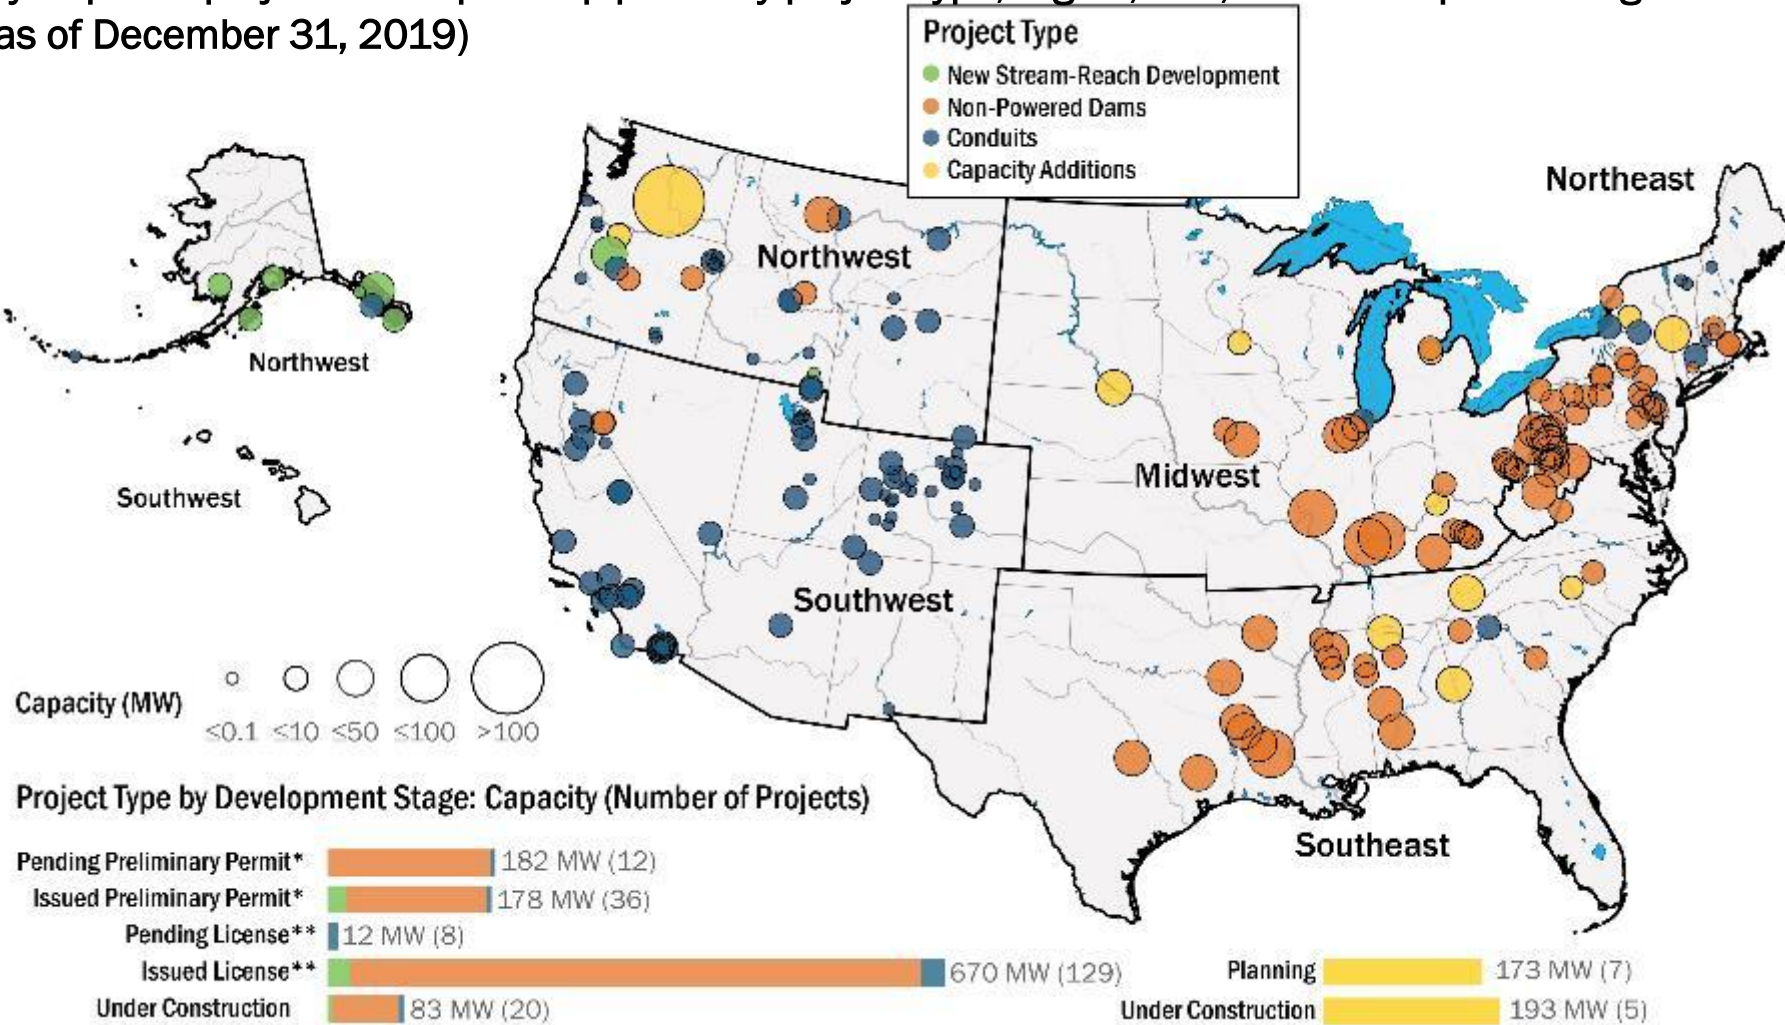 as of December 31, 2019)
Project Type
New Stream-Reach Development
Non-Powered Dams
Conduits
Capacity Additions
Northeast
Northwest
Northwest
Southwest
Midwest
Southwest
Southeast
Capacity (MW)
≤0.1 ≤10 ≤50 ≤100 >100
Project Type by Development Stage: Capacity (Number of Projects)
Pending Preliminary Permit* 182 MW (12)
Issued Preliminary Permit* 178 MW (36)
Pending License** 12 MW (8)
Issued License** 670 MW (129)
Under Construction 83 MW (20)
Planning 173 MW (7)
Under Construction 193 MW (5)